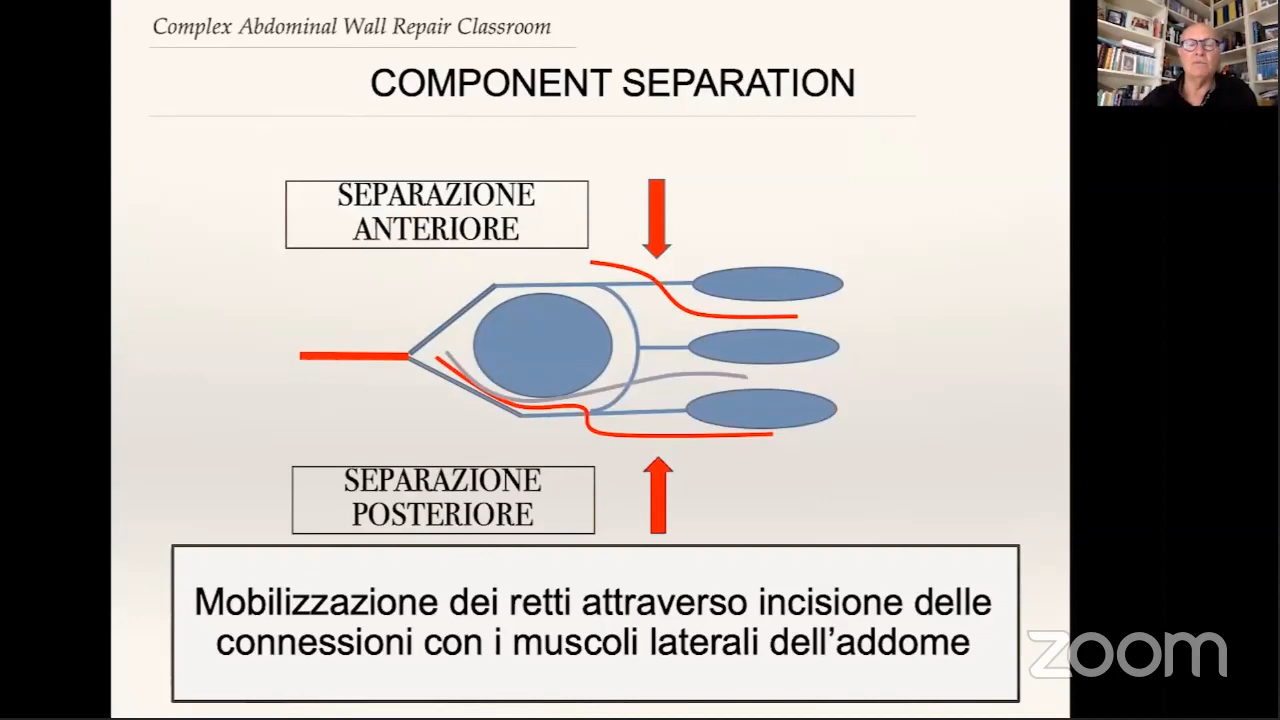 Complex Abdominal Wall Repair Classroom
COMPONENT SEPARATION
SEPARAZIONE
ANTERIORE
SEPARAZIONE
POSTERIORE
Mobilizzazione dei retti attraverso incisione delle
connessioni con i muscoli laterali dell’addome
zoom